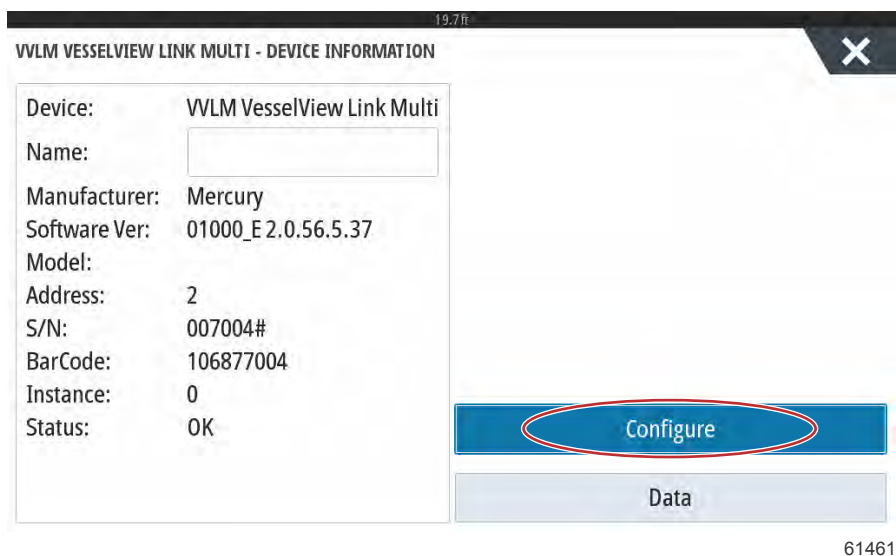 19.7ft
VVLM VESSELVIEW LINK MULTI - DEVICE INFORMATION
Device: VVLM VesselView Link Multi
Name:
Manufacturer: Mercury
Software Ver: 01000_E 2.0.56.5.37
Model:
Address: 2
S/N: 007004#
BarCode: 106877004
Instance: 0
Status: OK
Configure
Data
61461